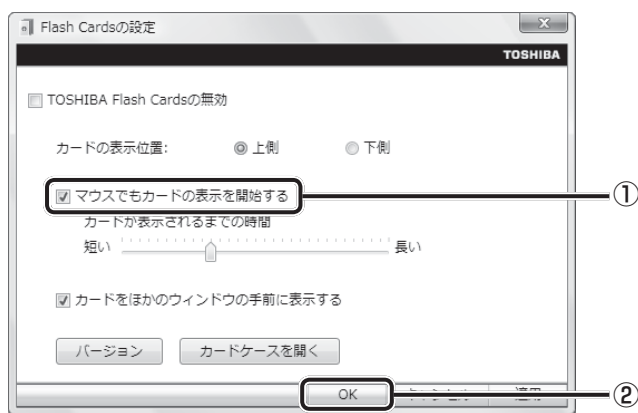 Flash Cardsの設定
TOSHIBA
TOSHIBA Flash Cardsの無効
カードの表示位置: 上側 下側
マウスでもカードの表示を開始する ①
カードが表示されるまでの時間
短い 長い
カードをほかのウィンドウの手前に表示する
バージョン カードケースを開く
OK ②